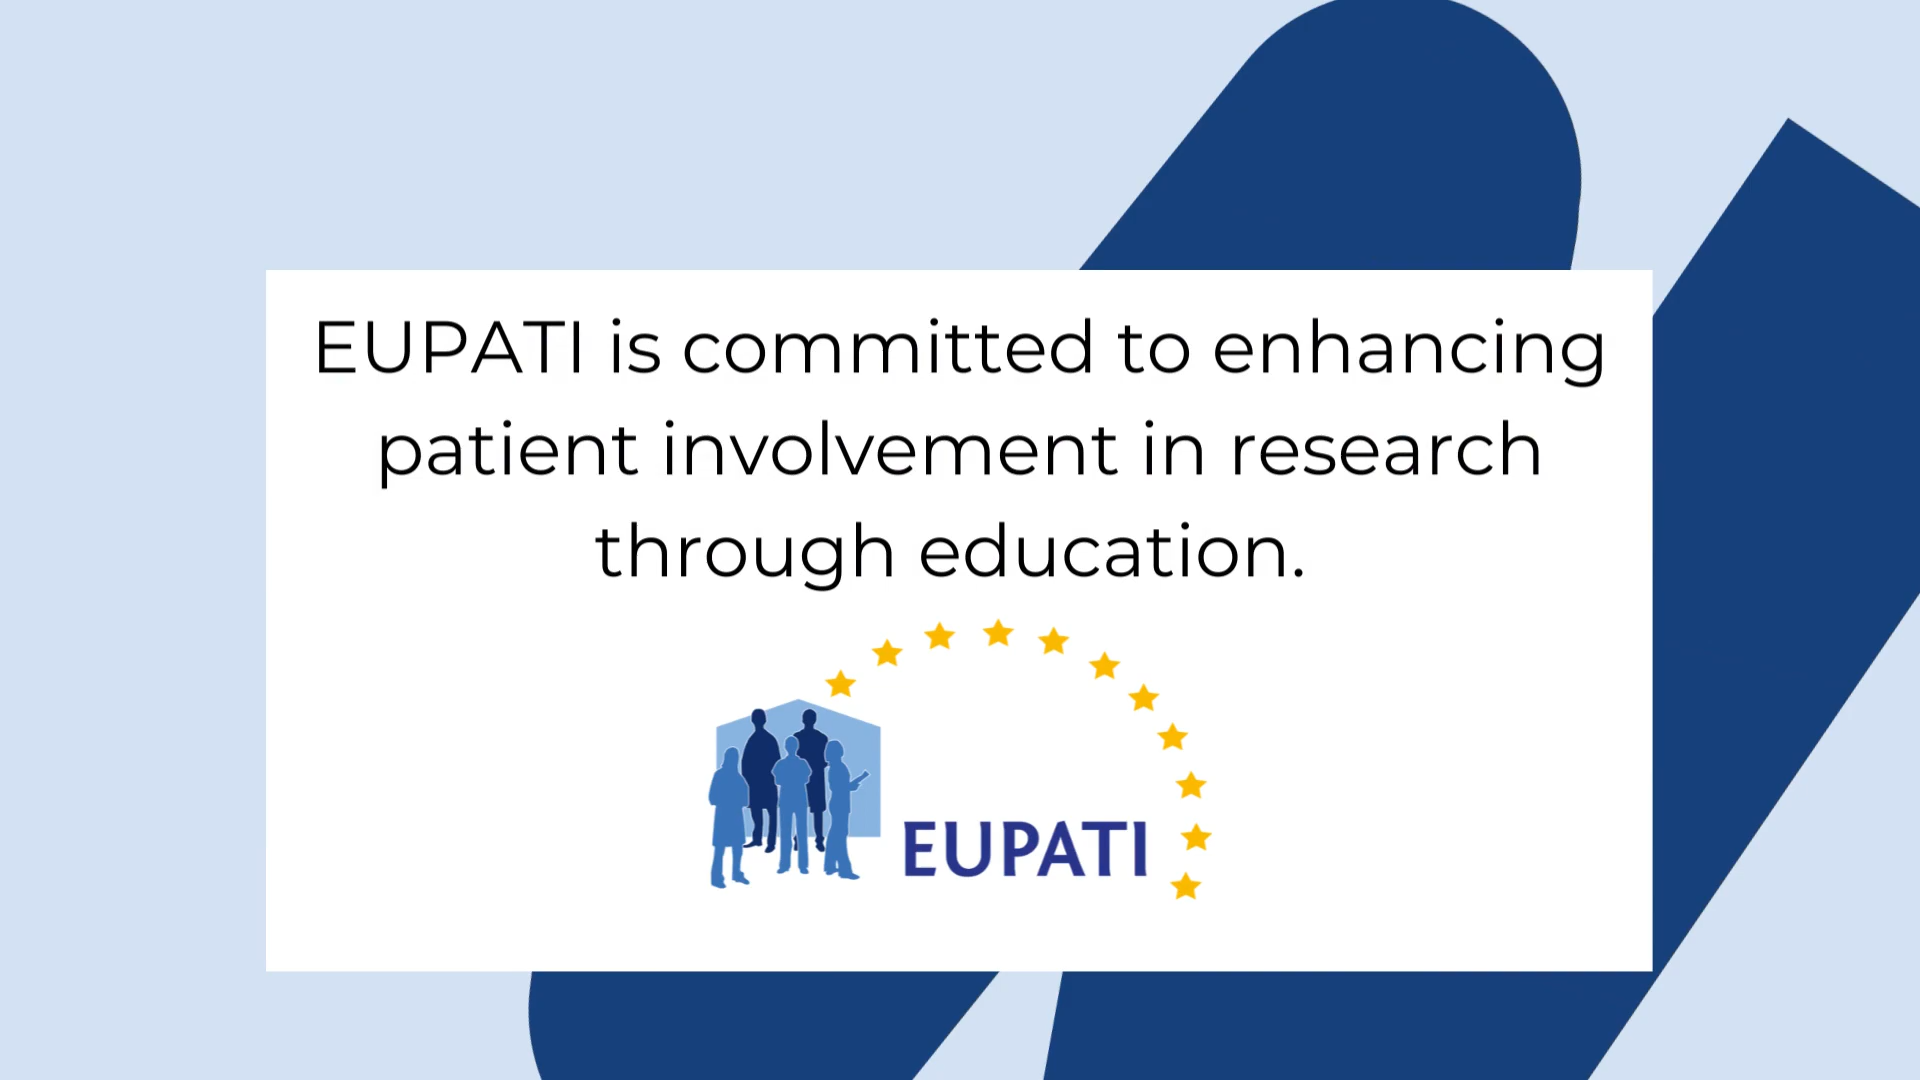 EUPATI is committed to enhancing
patient involvement in research
through education.
EUPATI